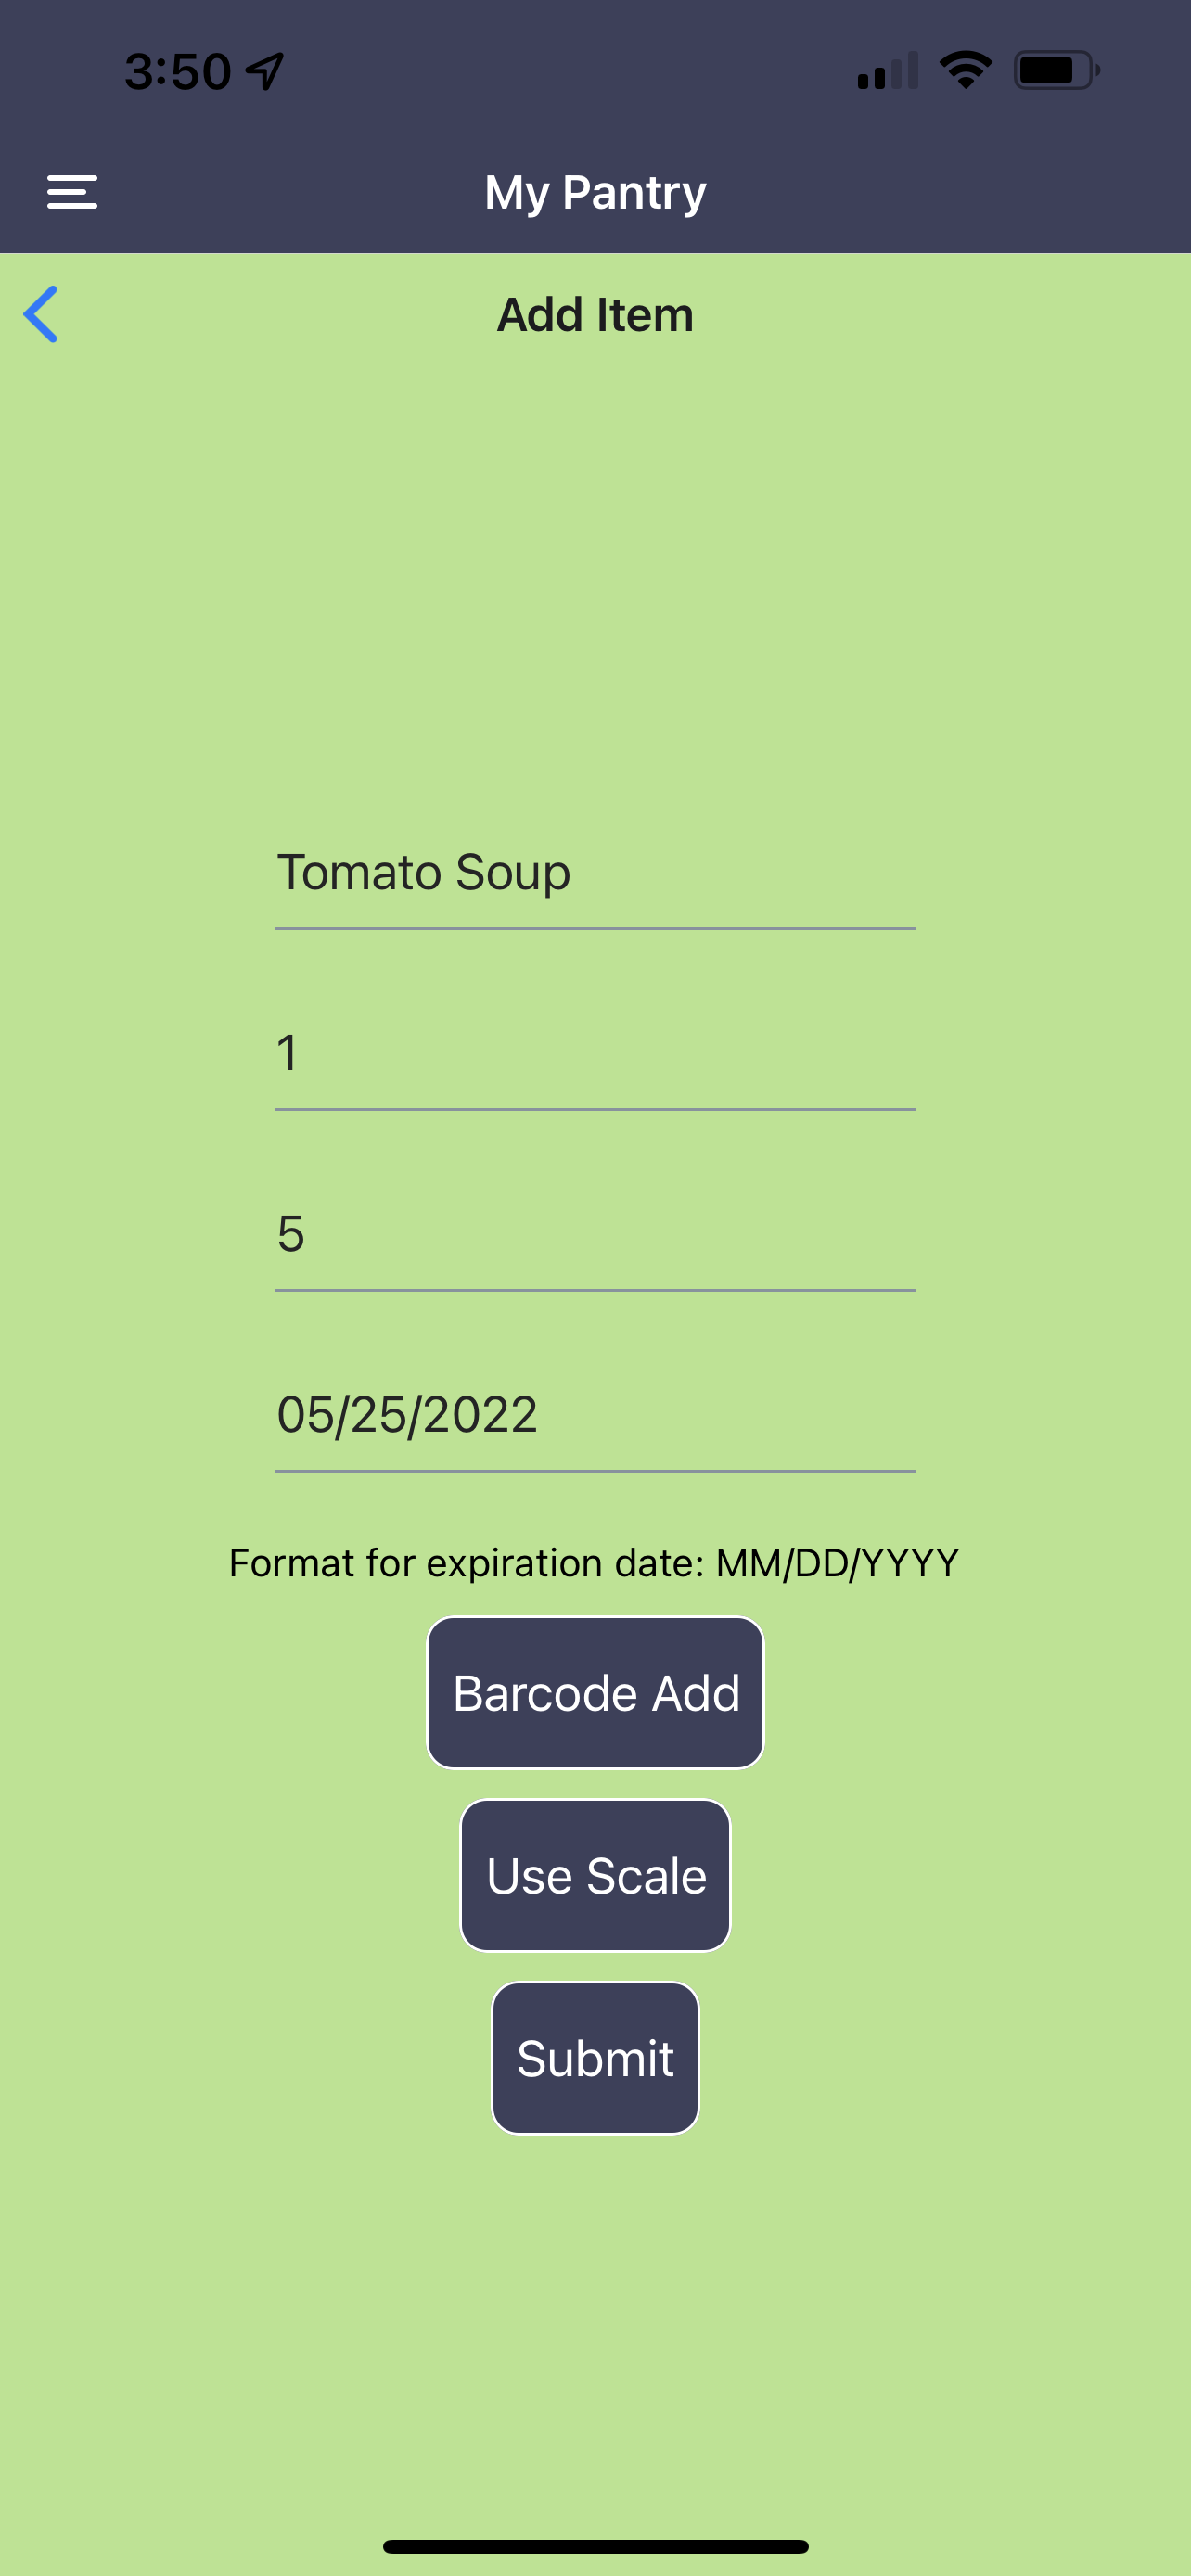 3:50
My Pantry
Add Item
Tomato Soup
1
5
05/25/2022
Format for expiration date: MM/DD/YYYY
Barcode Add
Use Scale
Submit